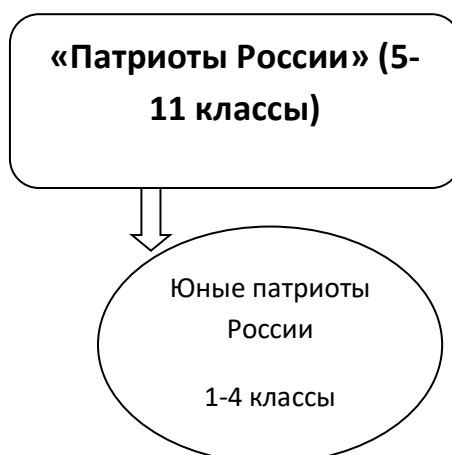 «Патриоты России» (5-
11 классы)
Юные патриоты
России
1-4 классы